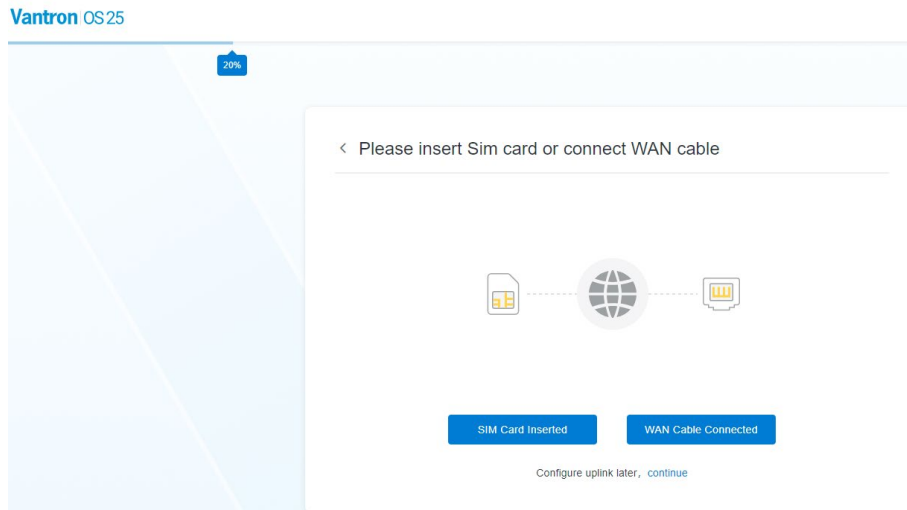 Vantron OS25
20%
< Please insert Sim card or connect WAN cable
SIM Card Inserted
WAN Cable Connected
Configure uplink later, continue